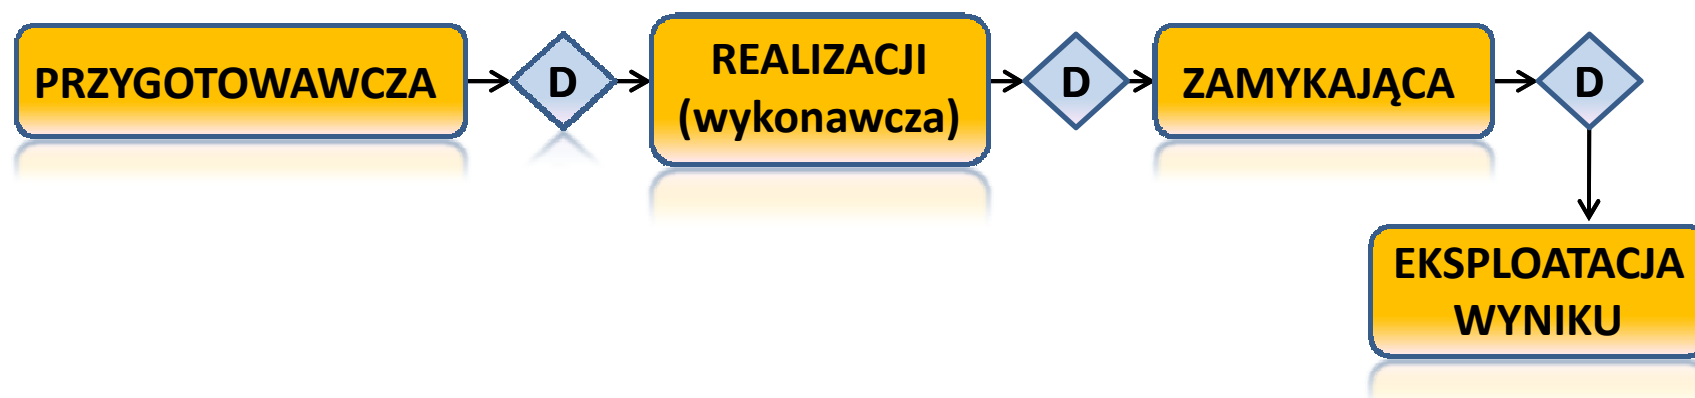 PRZYGOTOWAWCZA
D
REALIZACJI
(wykonawcza)
D
ZAMYKAJĄCA
D
EKSPLOATACJA
WYNIKU